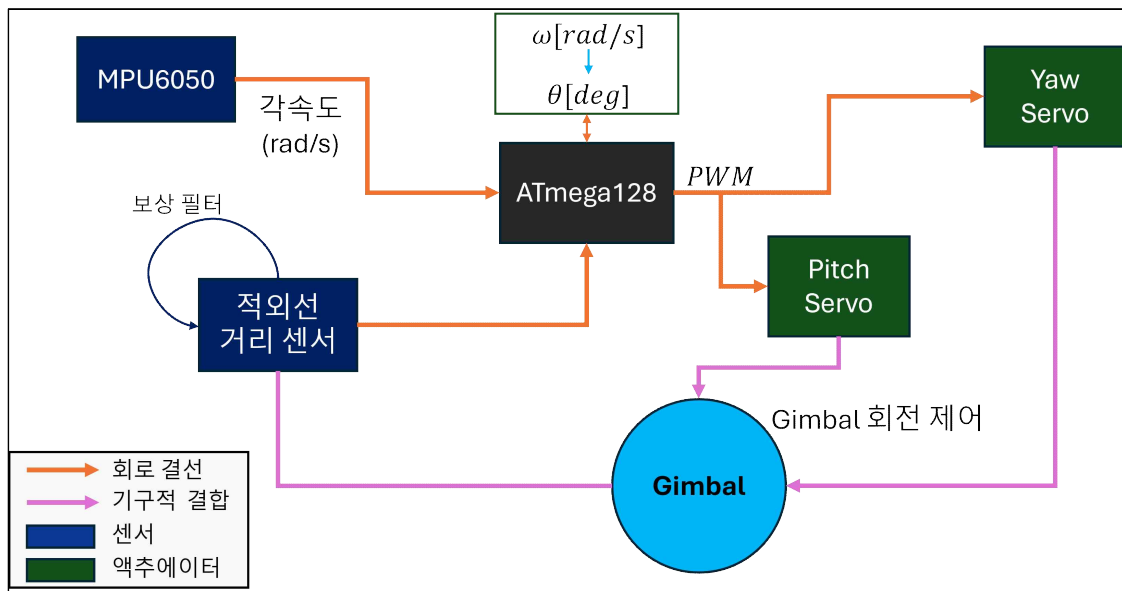 MPU6050
각속도
(rad/s)
ω[rad/s]
θ[deg]
ATmega128
PWM
Yaw
Servo
Pitch
Servo
보상 필터
적외선
거리 센서
Gimbal 회전 제어
Gimbal
회로 결선
기구적 결합
센서
액추에이터